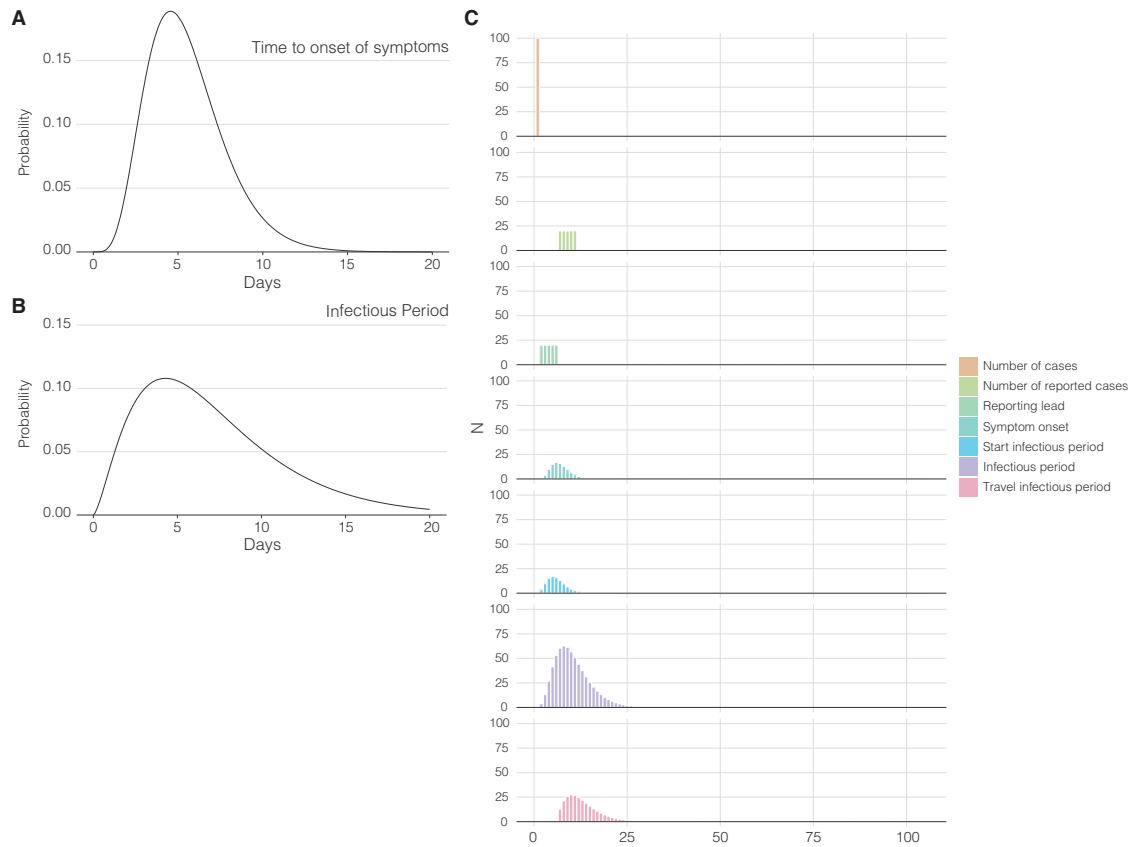 A
Time to onset of symptoms
Probability
0.15
0.10
0.05
0.00
0 5 10 15 20
Days
B
Infectious Period
Probability
0.15
0.10
0.05
0.00
0 5 10 15 20
Days
C
N
100
75
50
25
0
100
75
50
25
0
100
75
50
25
0
100
75
50
25
0
100
75
50
25
0
100
75
50
25
0
100
75
50
25
0
0 25 50 75 100
Number of cases
Number of reported cases
Reporting lead
Symptom onset
Start infectious period
Infectious period
Travel infectious period